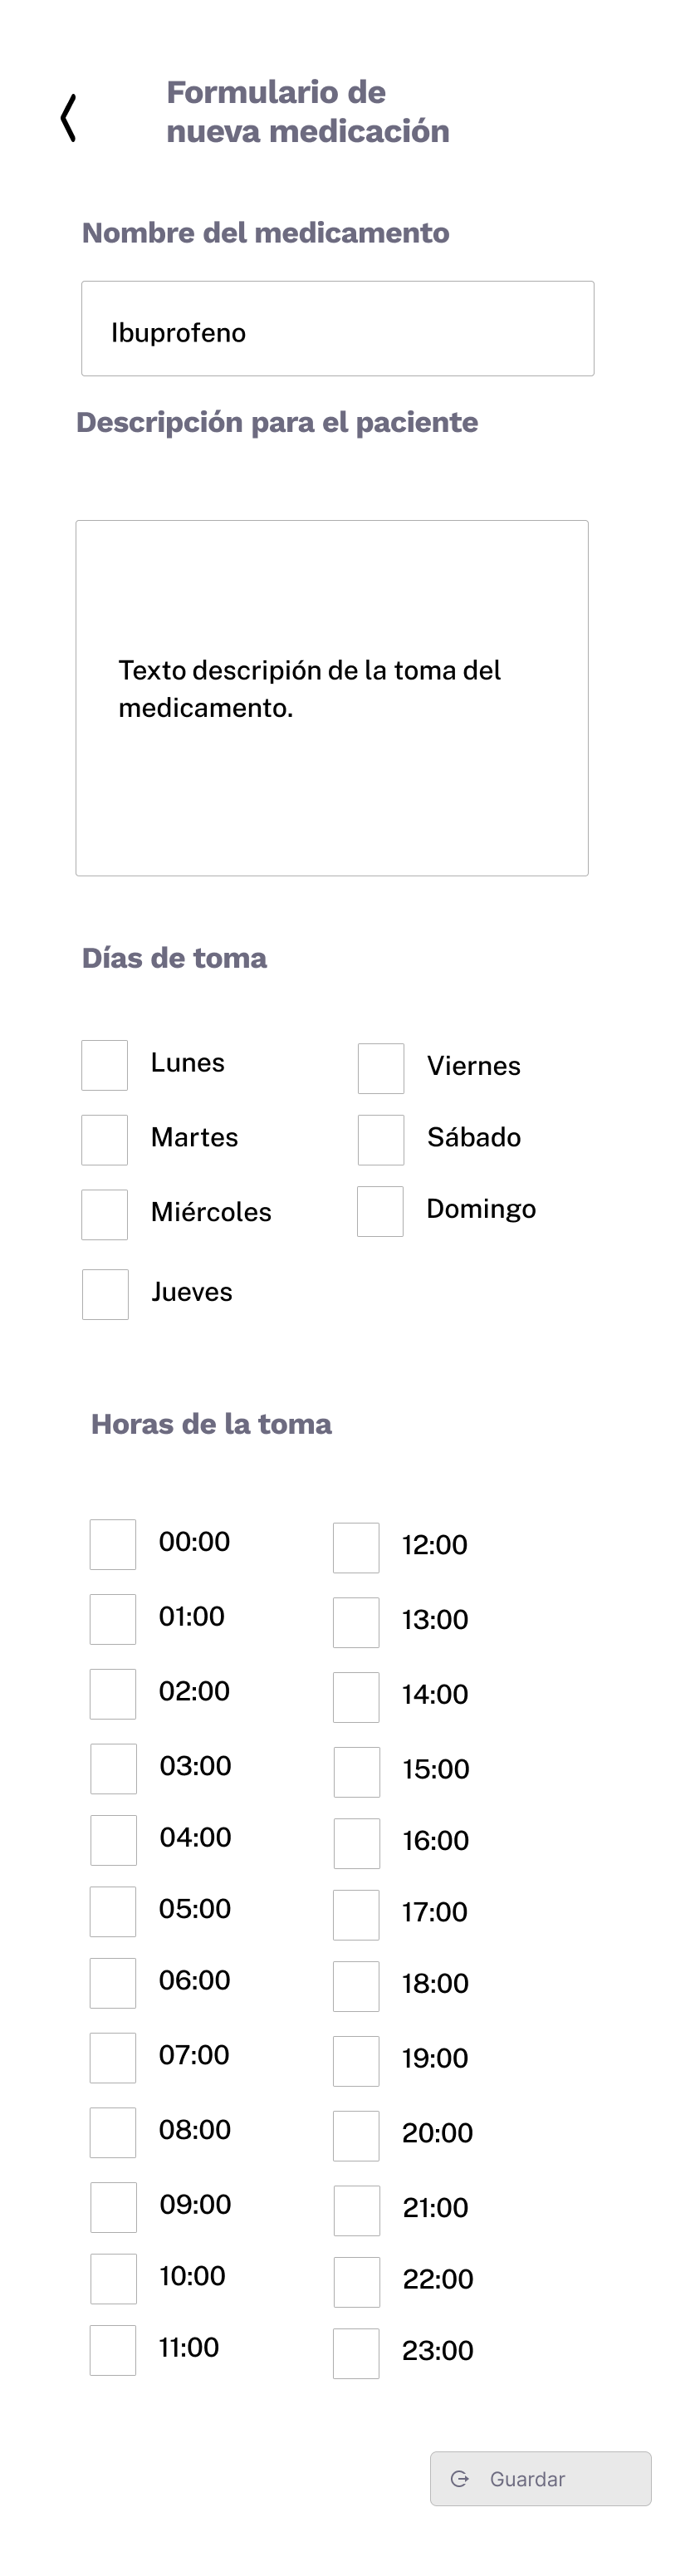 Formulario de
nueva medicación
Nombre del medicamento
Ibuprofeno
Descripción para el paciente
Texto descripión de la toma del
medicamento.
Días de toma
Lunes
Martes
Miércoles
Jueves
Viernes
Sábado
Domingo
Horas de la toma
00:00
01:00
02:00
03:00
04:00
05:00
06:00
07:00
08:00
09:00
10:00
11:00
12:00
13:00
14:00
15:00
16:00
17:00
18:00
19:00
20:00
21:00
22:00
23:00
Guardar